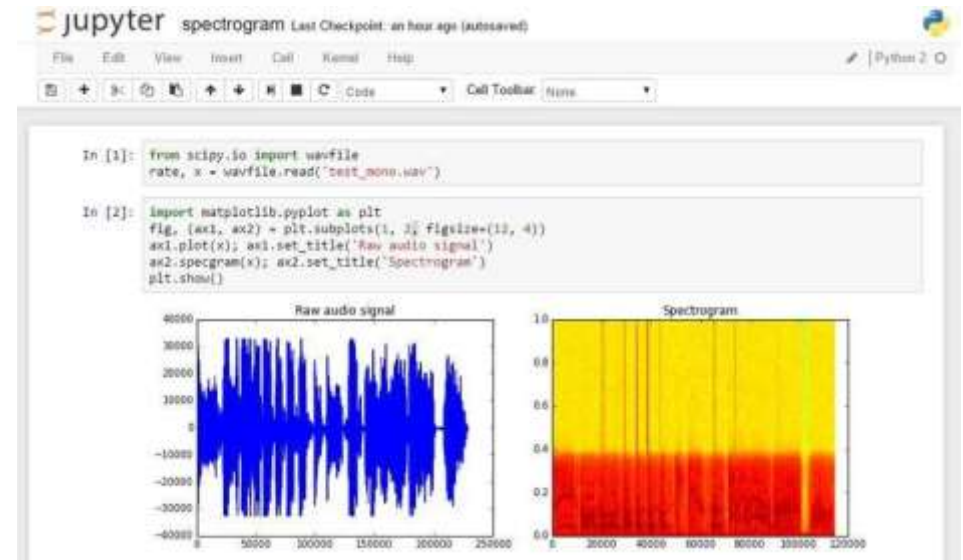 jupyter spectrogram Last Checkpoint: an hour ago (autosaved)
File Edit View Insert Cell Kernel Help Python 2
Code Cell Toolbar: None
In [1]: from scipy.io import wavfile
rate, x = wavfile.read('test_mono.wav')
In [2]: import matplotlib.pyplot as plt
fig, (ax1, ax2) = plt.subplots(1, 2, figsize=(12, 4))
ax1.plot(x); ax1.set_title('Raw audio signal')
ax2.specgram(x); ax2.set_title('Spectrogram')
plt.show()
Raw audio signal
40000
30000
20000
10000
0
−10000
−20000
−30000
−40000
0 50000 100000 150000 200000 250000
Spectrogram
1.0
0.8
0.6
0.4
0.2
0.0
0 20000 40000 60000 80000 100000 120000